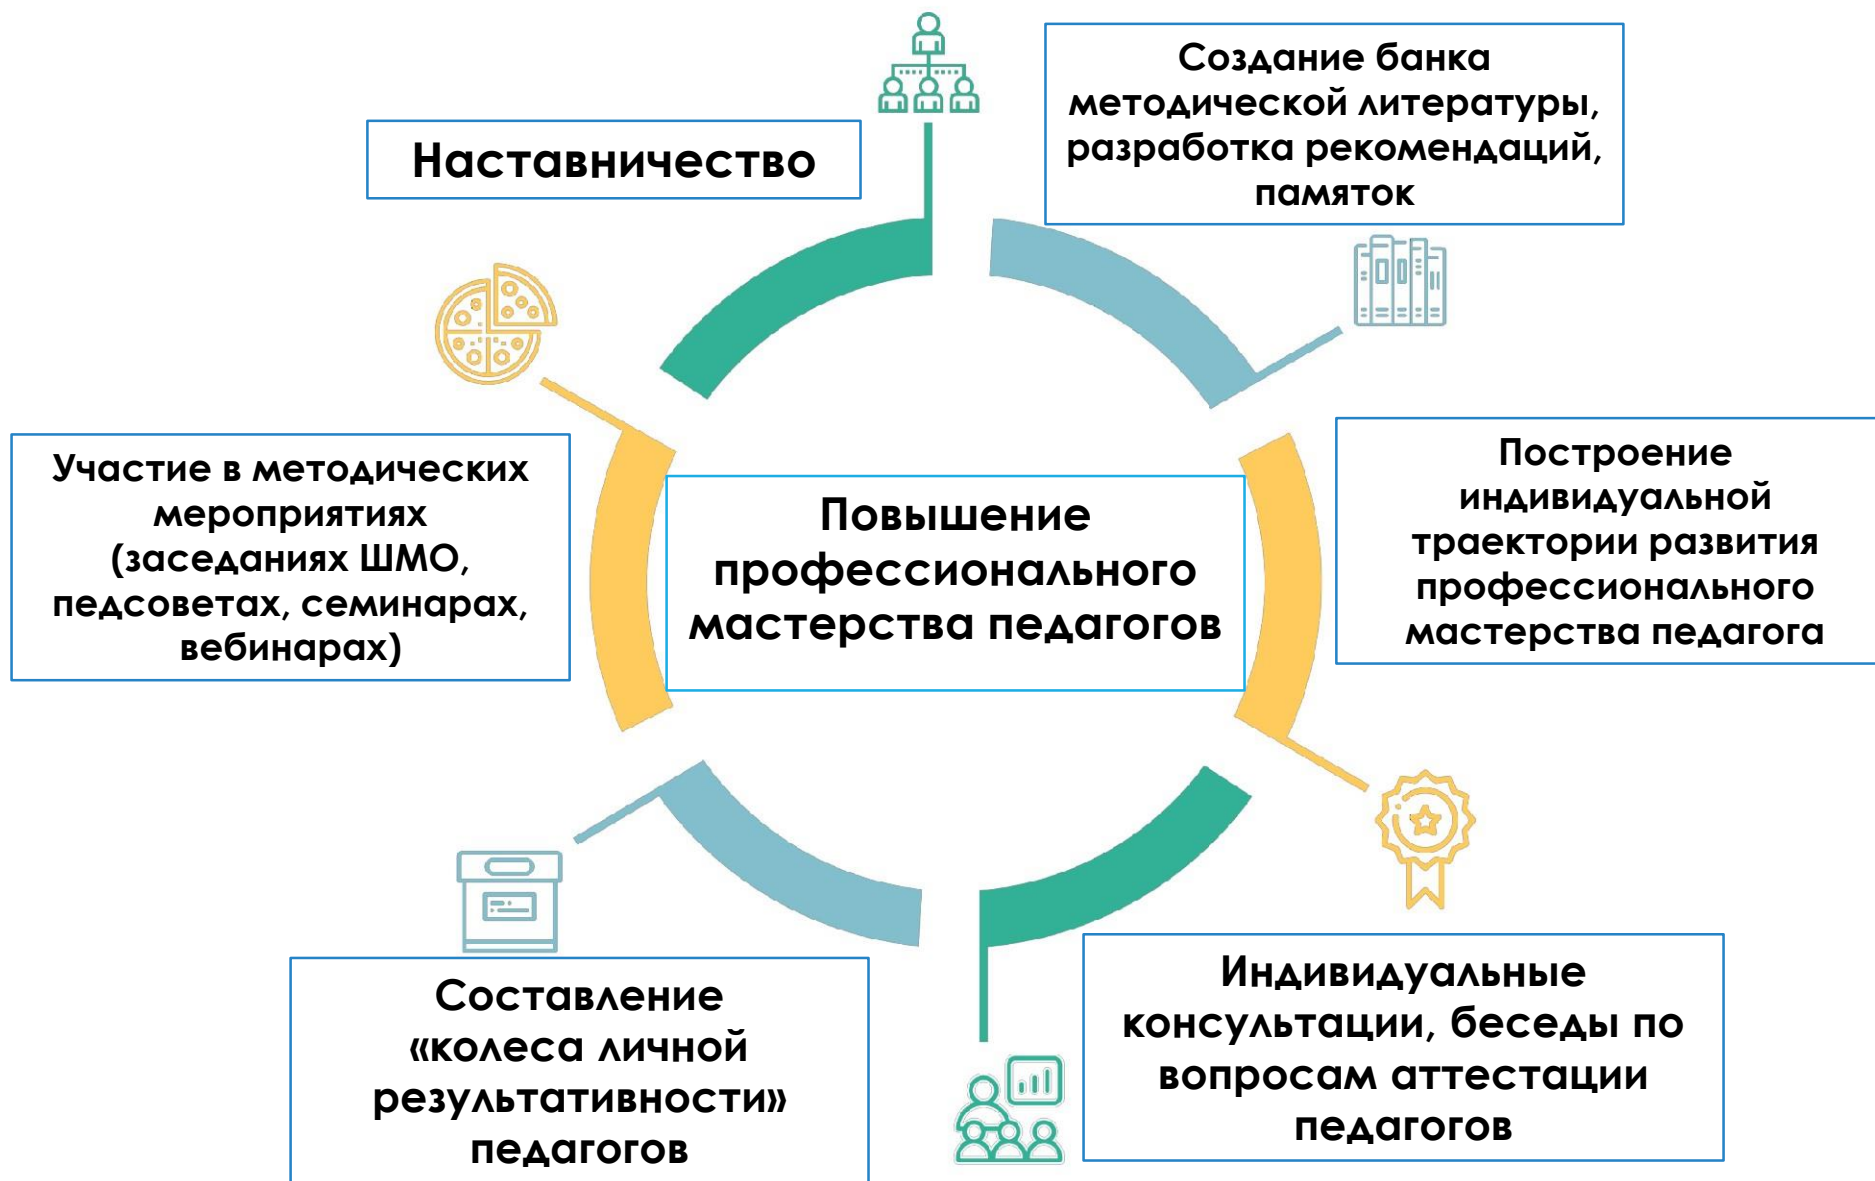 Наставничество
Создание банка
методической литературы,
разработка рекомендаций,
памяток
Участие в методических
мероприятиях
(заседаниях ШМО,
педсоветах, семинарах,
вебинарах)
Повышение
профессионального
мастерства педагогов
Построение
индивидуальной
траектории развития
профессионального
мастерства педагога
Составление
«колеса личной
результативности»
педагогов
Индивидуальные
консультации, беседы по
вопросам аттестации
педагогов